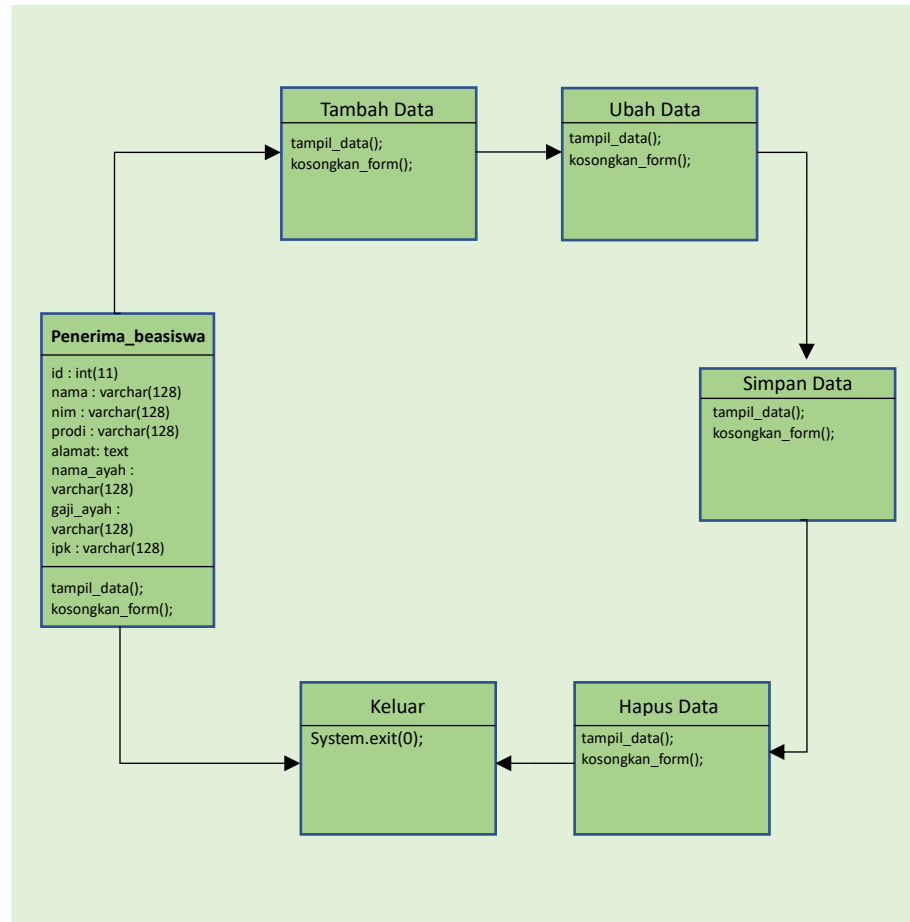 Tambah Data
tampil_data();
kosongkan_form();
Ubah Data
tampil_data();
kosongkan_form();
Penerima_beasiswa
id : int(11)
nama : varchar(128)
nim : varchar(128)
prodi : varchar(128)
alamat: text
nama_ayah :
varchar(128)
gaji_ayah :
varchar(128)
ipk : varchar(128)
tampil_data();
kosongkan_form();
Simpan Data
tampil_data();
kosongkan_form();
Keluar
System.exit(0);
Hapus Data
tampil_data();
kosongkan_form();